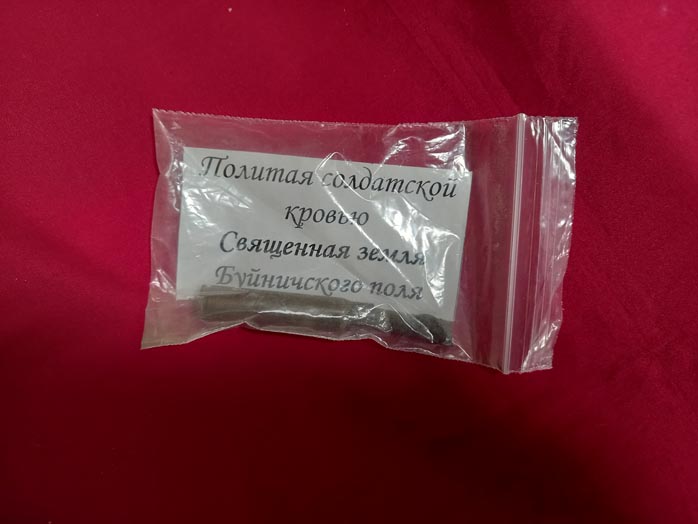 Политая солдатской
кровью
Священная земля
Буйничского поля